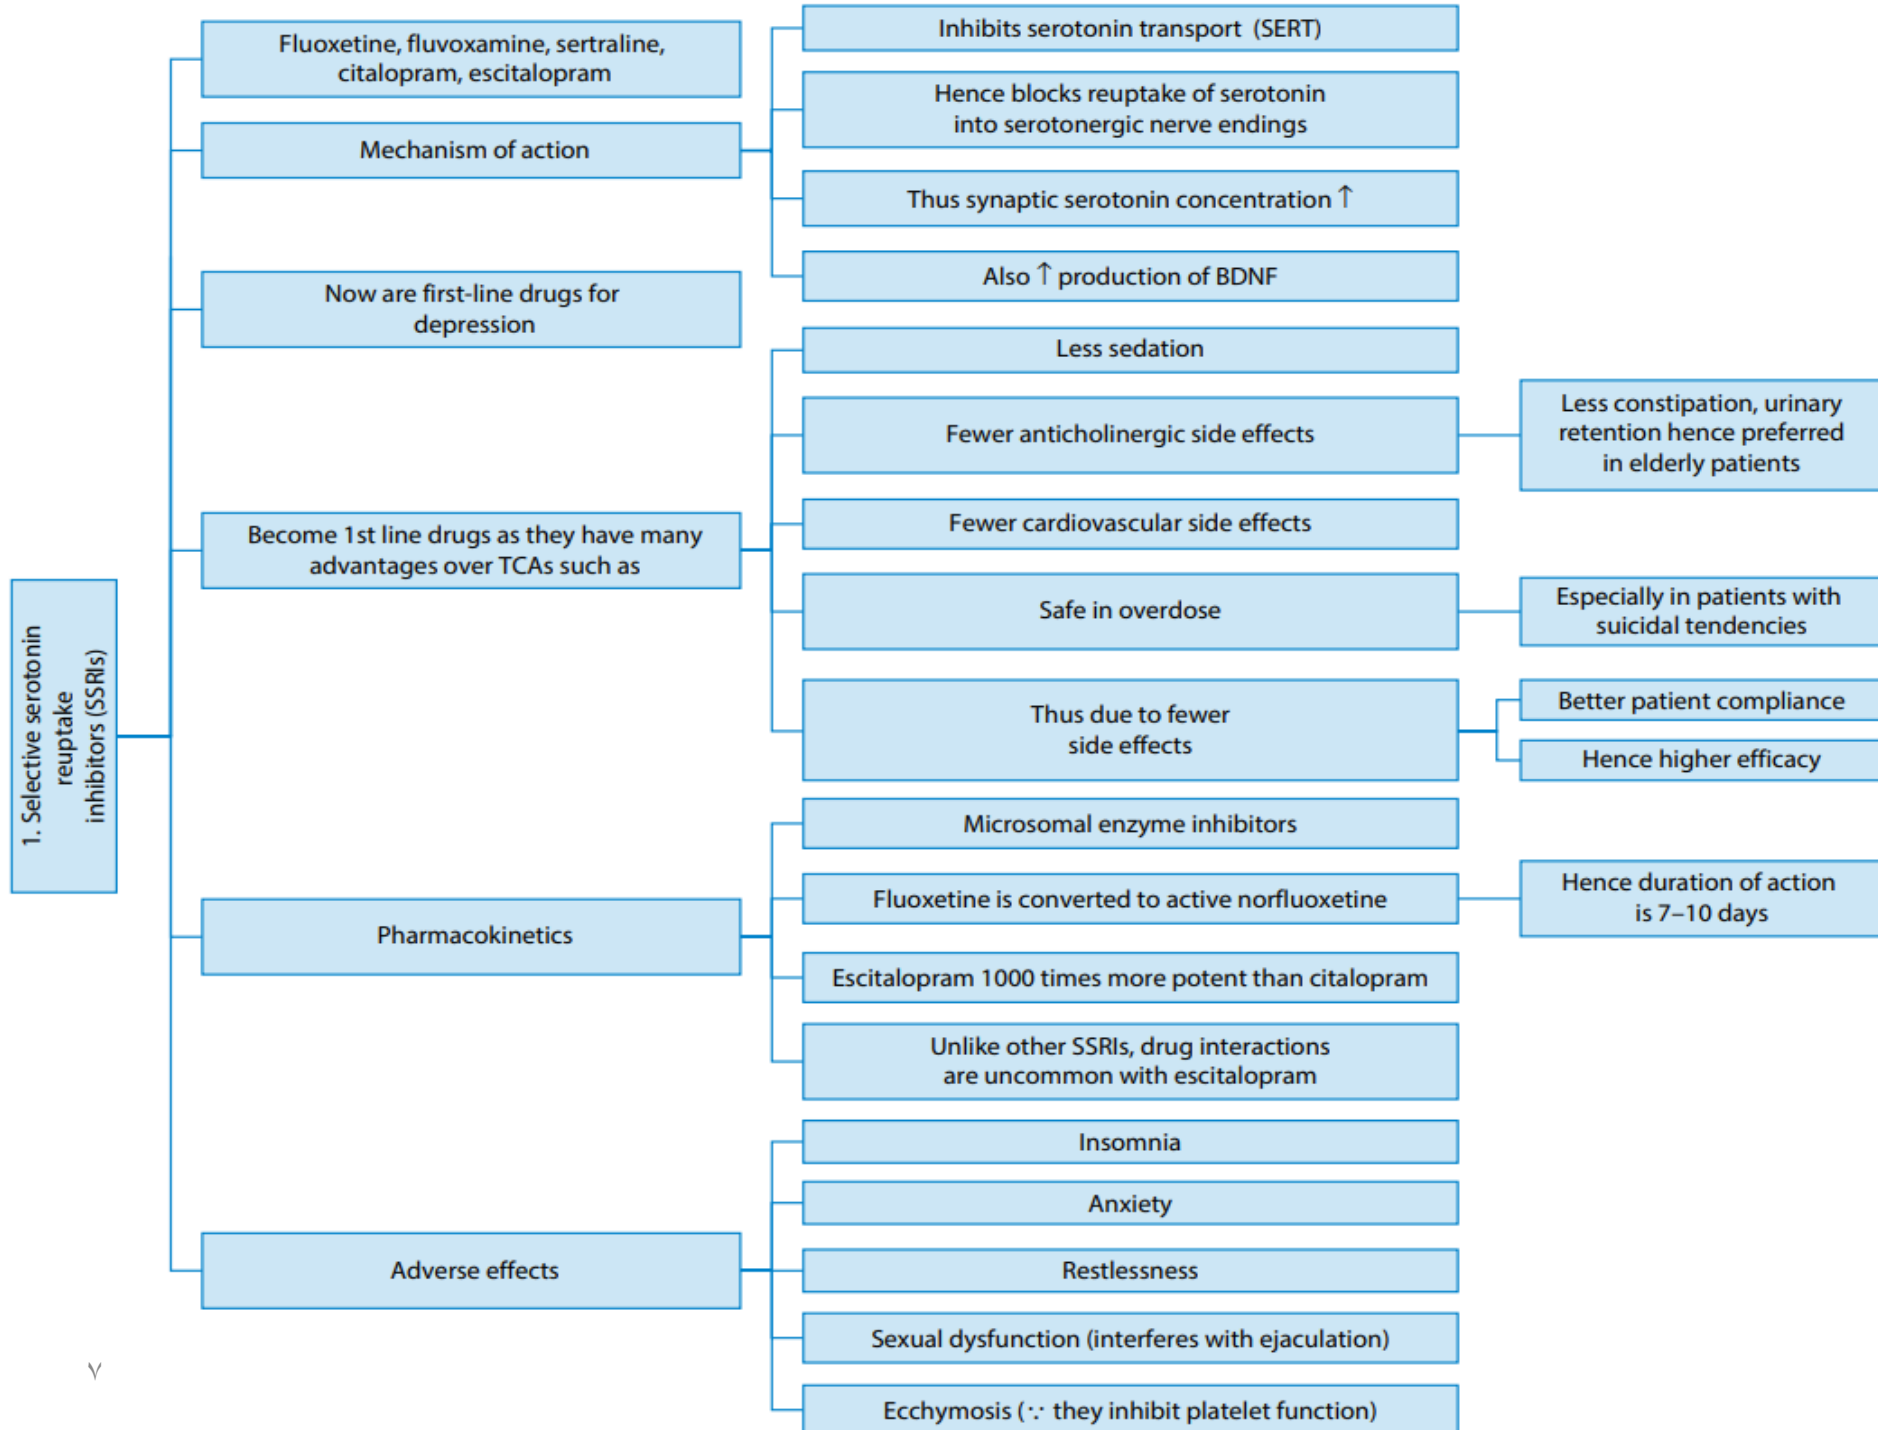 1. Selective serotonin
reuptake
inhibitors (SSRIs)
Fluoxetine, fluvoxamine, sertraline,
citalopram, escitalopram
Mechanism of action
Inhibits serotonin transport (SERT)
Hence blocks reuptake of serotonin
into serotonergic nerve endings
Thus synaptic serotonin concentration ↑
Also ↑ production of BDNF
Now are first-line drugs for
depression
Become 1st line drugs as they have many
advantages over TCAs such as
Less sedation
Fewer anticholinergic side effects
Less constipation, urinary
retention hence preferred
in elderly patients
Fewer cardiovascular side effects
Safe in overdose
Especially in patients with
suicidal tendencies
Thus due to fewer
side effects
Better patient compliance
Hence higher efficacy
Pharmacokinetics
Microsomal enzyme inhibitors
Fluoxetine is converted to active norfluoxetine
Hence duration of action
is 7–10 days
Escitalopram 1000 times more potent than citalopram
Unlike other SSRIs, drug interactions
are uncommon with escitalopram
Adverse effects
Insomnia
Anxiety
Restlessness
Sexual dysfunction (interferes with ejaculation)
Ecchymosis (∵ they inhibit platelet function)
٧